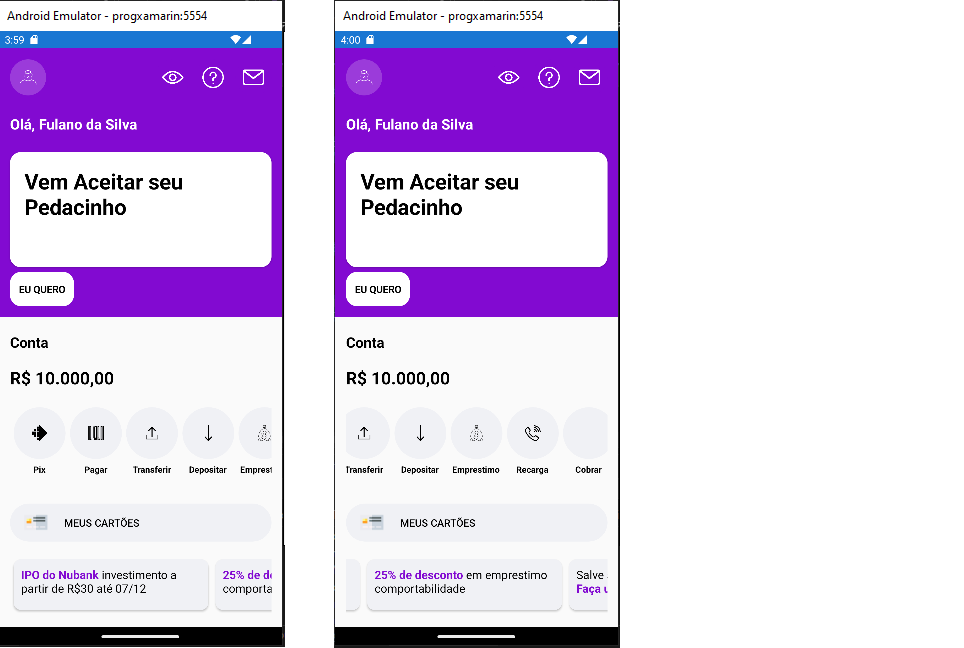 Android Emulator - progxamarin:5554
3:59
Olá, Fulano da Silva
Vem Aceitar seu
Pedacinho
EU QUERO
Conta
R$ 10.000,00
Pix Pagar Transferir Depositar Emprest
MEUS CARTÕES
IPO do Nubank investimento a
partir de R$30 até 07/12
25% de de
comporta
Android Emulator - progxamarin:5554
4:00
Olá, Fulano da Silva
Vem Aceitar seu
Pedacinho
EU QUERO
Conta
R$ 10.000,00
Transferir Depositar Emprestimo Recarga Cobrar
MEUS CARTÕES
25% de desconto em emprestimo
comportabilidade
Salve
Faça u